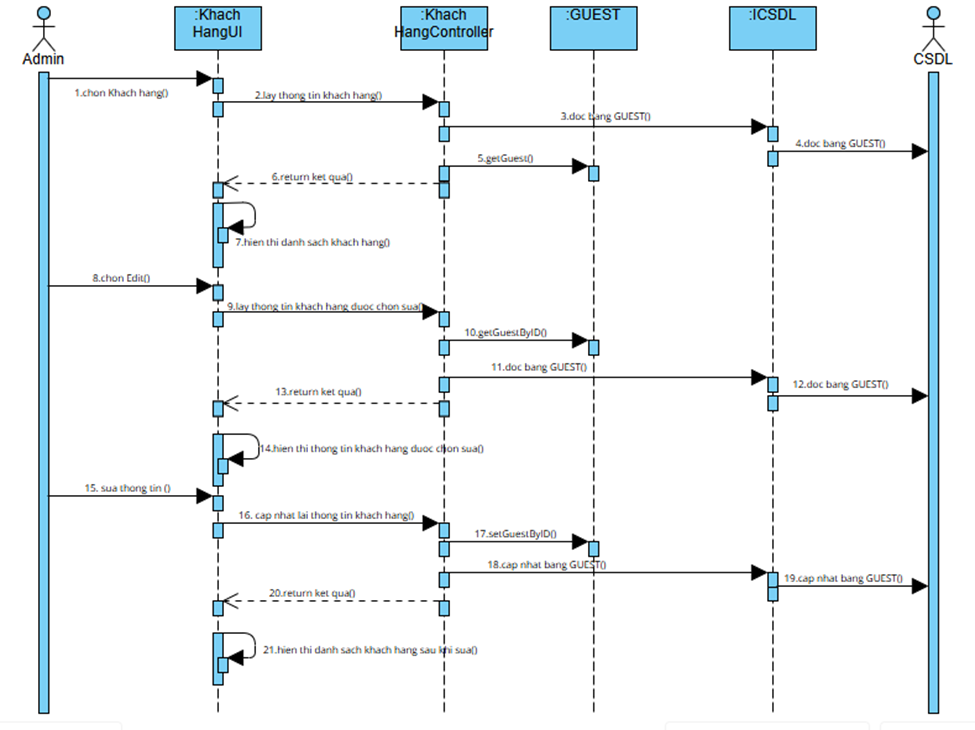 :Khach
HangUI
:Khach
HangController
:GUEST
:ICSDL
Admin
CSDL
1.chon Khach hang()
2.lay thong tin khach hang()
3.doc bang GUEST()
4.doc bang GUEST()
5.getGuest()
6.return ket qua()
7.hien thi danh sach khach hang()
8.chon Edit()
9.lay thong tin khach hang duoc chon sua()
10.getGuestByID()
11.doc bang GUEST()
12.doc bang GUEST()
13.return ket qua()
14.hien thi thong tin khach hang duoc chon sua()
15. sua thong tin ()
16. cap nhat lai thong tin khach hang()
17.setGuestByID()
18.cap nhat bang GUEST()
19.cap nhat bang GUEST()
20.return ket qua()
21.hien thi danh sach khach hang sau khi sua()